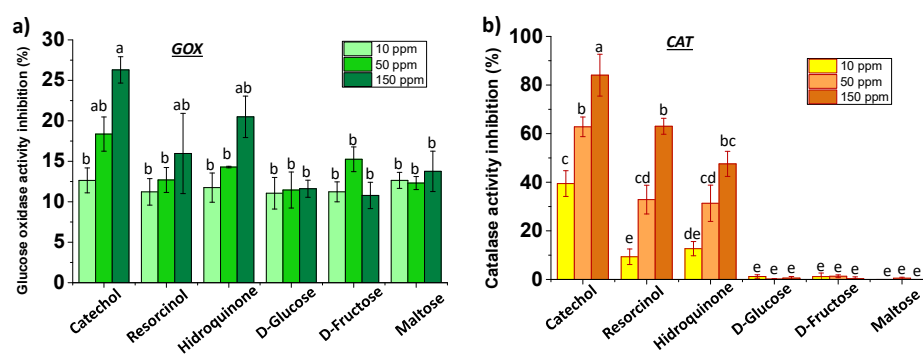 a)
GOX
10 ppm
50 ppm
150 ppm
Glucose oxidase activity inhibition (%)
30
25
20
15
10
5
0
b ab a
b b ab
b b ab
b b b
b b b
b b b
Catechol
Resorcinol
Hidroquinone
D-Glucose
D-Fructose
Maltose
b)
CAT
10 ppm
50 ppm
150 ppm
Catalase activity inhibition (%)
100
80
60
40
20
0
c b a
e cd b
de cd bc
e e e
e e e
e e e
Catechol
Resorcinol
Hidroquinone
D-Glucose
D-Fructose
Maltose